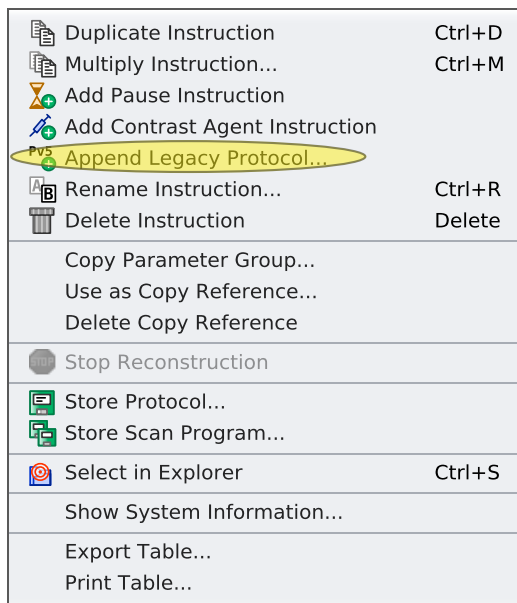 Duplicate Instruction Ctrl+D
Multiply Instruction... Ctrl+M
Add Pause Instruction
Add Contrast Agent Instruction
Pv5 Append Legacy Protocol...
A B Rename Instruction... Ctrl+R
Delete Instruction Delete
Copy Parameter Group...
Use as Copy Reference...
Delete Copy Reference
STOP Stop Reconstruction
Store Protocol...
Store Scan Program...
Select in Explorer Ctrl+S
Show System Information...
Export Table...
Print Table...